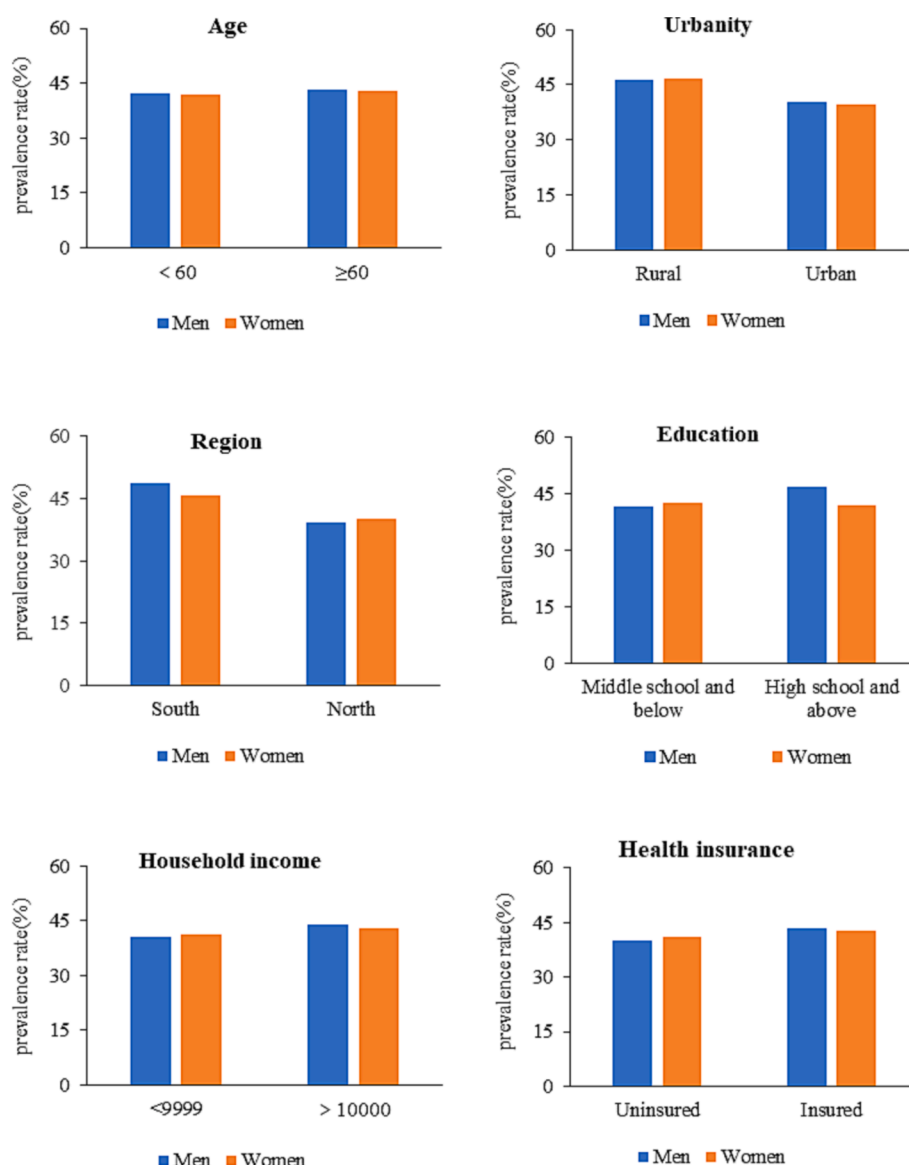 Age
prevalence rate(%)
60
45
30
15
0
< 60 ≥60
Men Women
Urbanity
prevalence rate(%)
60
45
30
15
0
Rural Urban
Men Women
Region
prevalence rate(%)
60
45
30
15
0
South North
Men Women
Education
prevalence rate(%)
60
45
30
15
0
Middle school and High school and
below above
Men Women
Household income
prevalence rate(%)
60
45
30
15
0
<9999 > 10000
Men Women
Health insurance
prevalence rate(%)
60
45
30
15
0
Uninsured Insured
Men Women